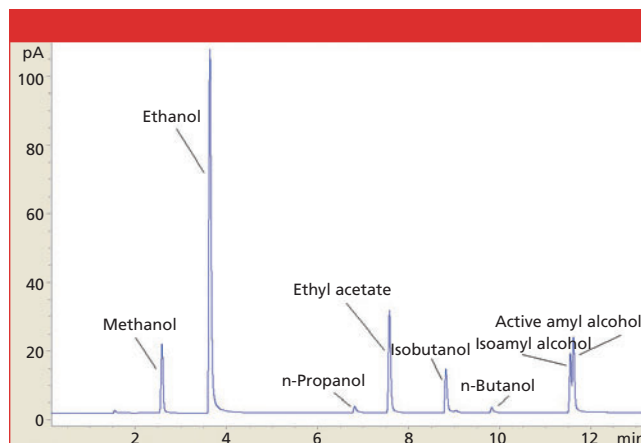 pA
100
Ethanol
80
60
40
Ethyl acetate
Methanol
Active amyl alcohol
Isoamyl alcohol
Isobutanol
20
n-Propanol
n-Butanol
0
2 4 6 8 10 12 min